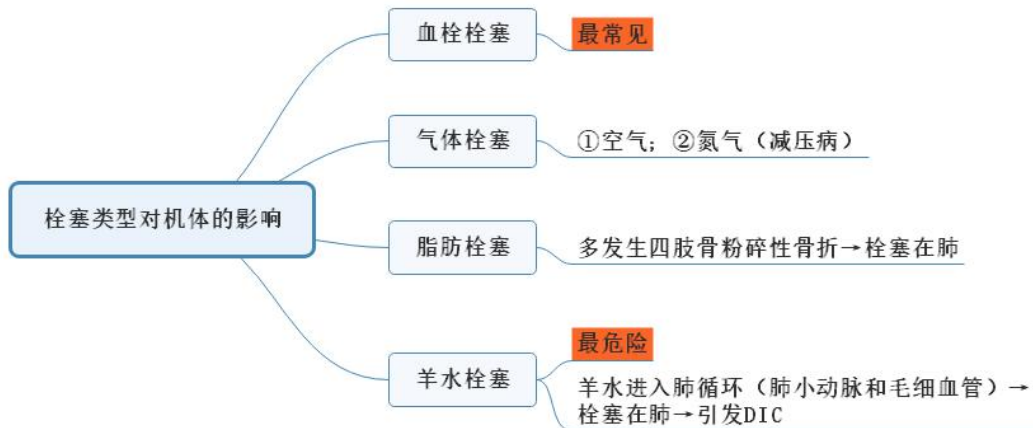 血栓栓塞
最常见
气体栓塞
①空气；②氮气（减压病）
栓塞类型对机体的影响
脂肪栓塞
多发生四肢骨粉碎性骨折→栓塞在肺
最危险
羊水栓塞
羊水进入肺循环（肺小动脉和毛细血管）→
栓塞在肺→引发DIC